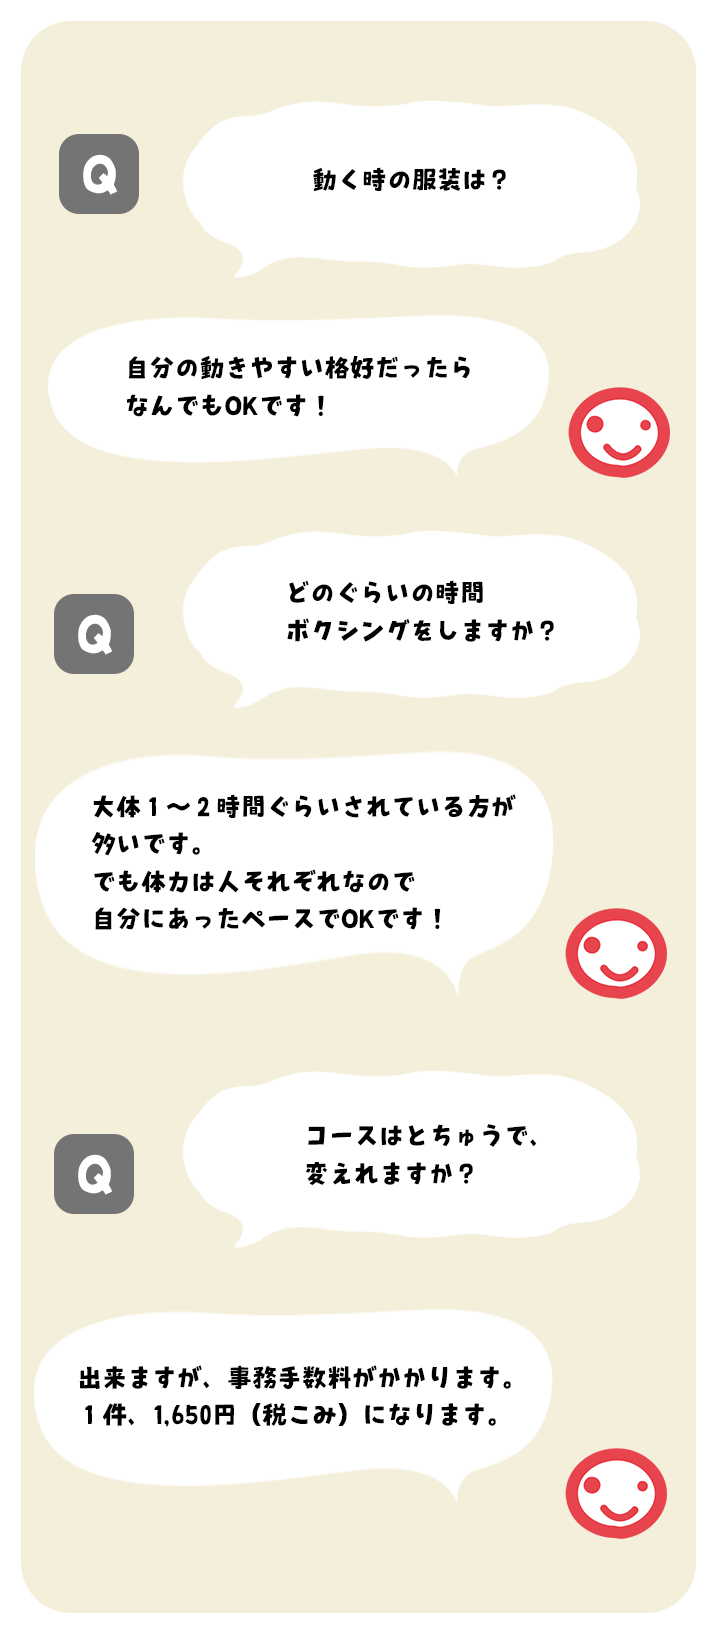 Q
動く時の服装は？
自分の動きやすい格好だったら
なんでもOKです！
Q
どのぐらいの時間
ボクシングをしますか？
大体１～２時間ぐらいされている方が
多いです。
でも体力は人それぞれなので
自分にあったペースでOKです！
Q
コースはとちゅうで、
変えれますか？
出来ますが、事務手数料がかかります。
１件、1,650円（税こみ）になります。